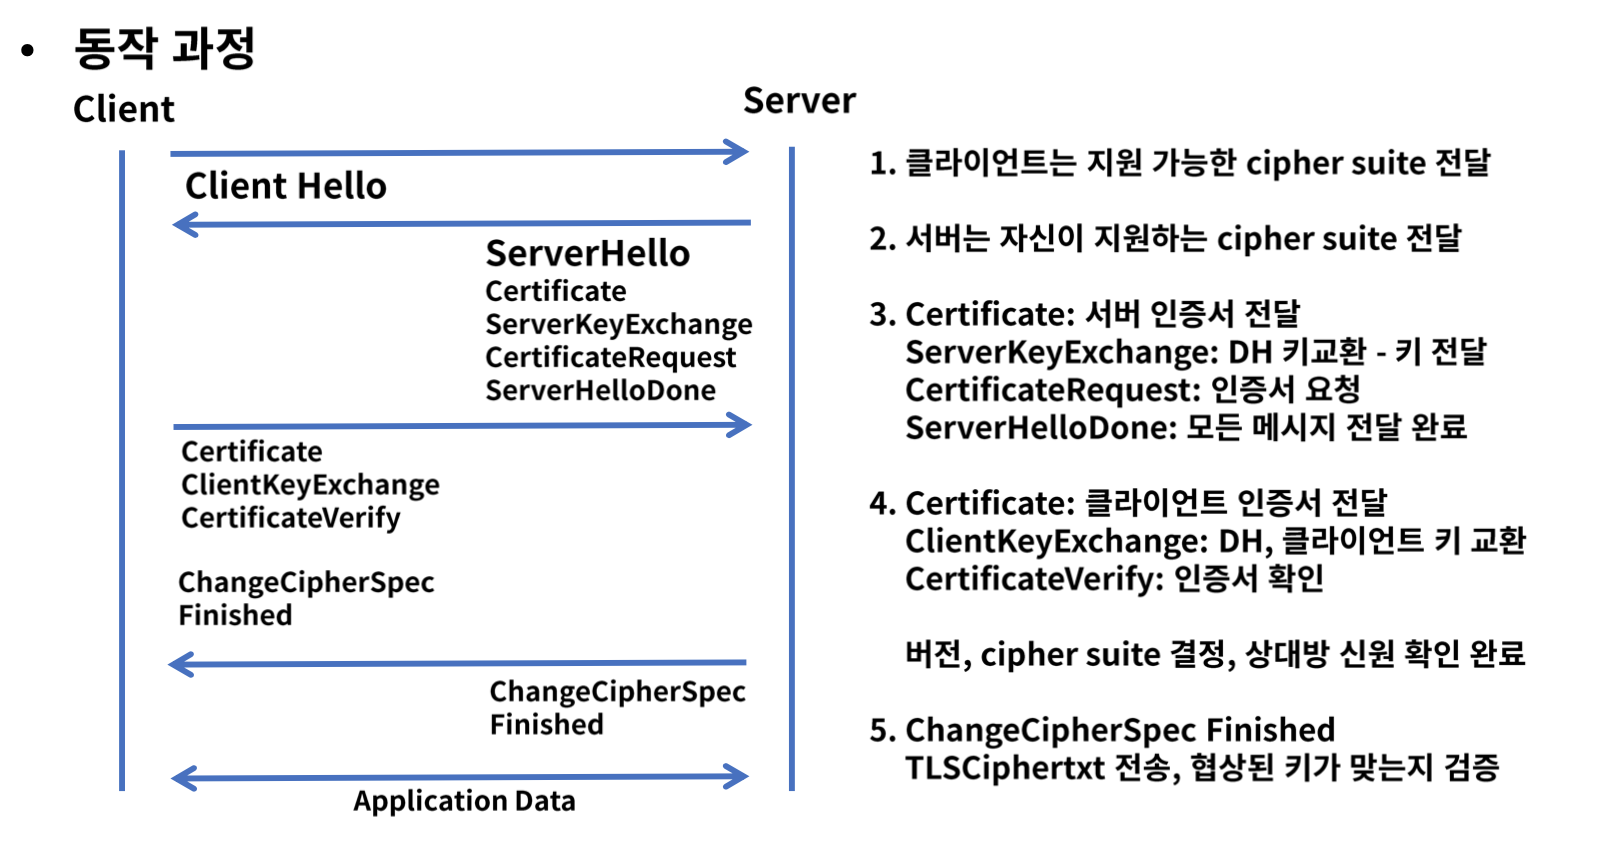 • 동작 과정
Client
Server
Client Hello
ServerHello
Certificate
ServerKeyExchange
CertificateRequest
ServerHelloDone
Certificate
ClientKeyExchange
CertificateVerify
ChangeCipherSpec
Finished
ChangeCipherSpec
Finished
Application Data
1. 클라이언트는 지원 가능한 cipher suite 전달
2. 서버는 자신이 지원하는 cipher suite 전달
3. Certificate: 서버 인증서 전달
ServerKeyExchange: DH 키교환 - 키 전달
CertificateRequest: 인증서 요청
ServerHelloDone: 모든 메시지 전달 완료
4. Certificate: 클라이언트 인증서 전달
ClientKeyExchange: DH, 클라이언트 키 교환
CertificateVerify: 인증서 확인
버전, cipher suite 결정, 상대방 신원 확인 완료
5. ChangeCipherSpec Finished
TLSCiphertxt 전송, 협상된 키가 맞는지 검증